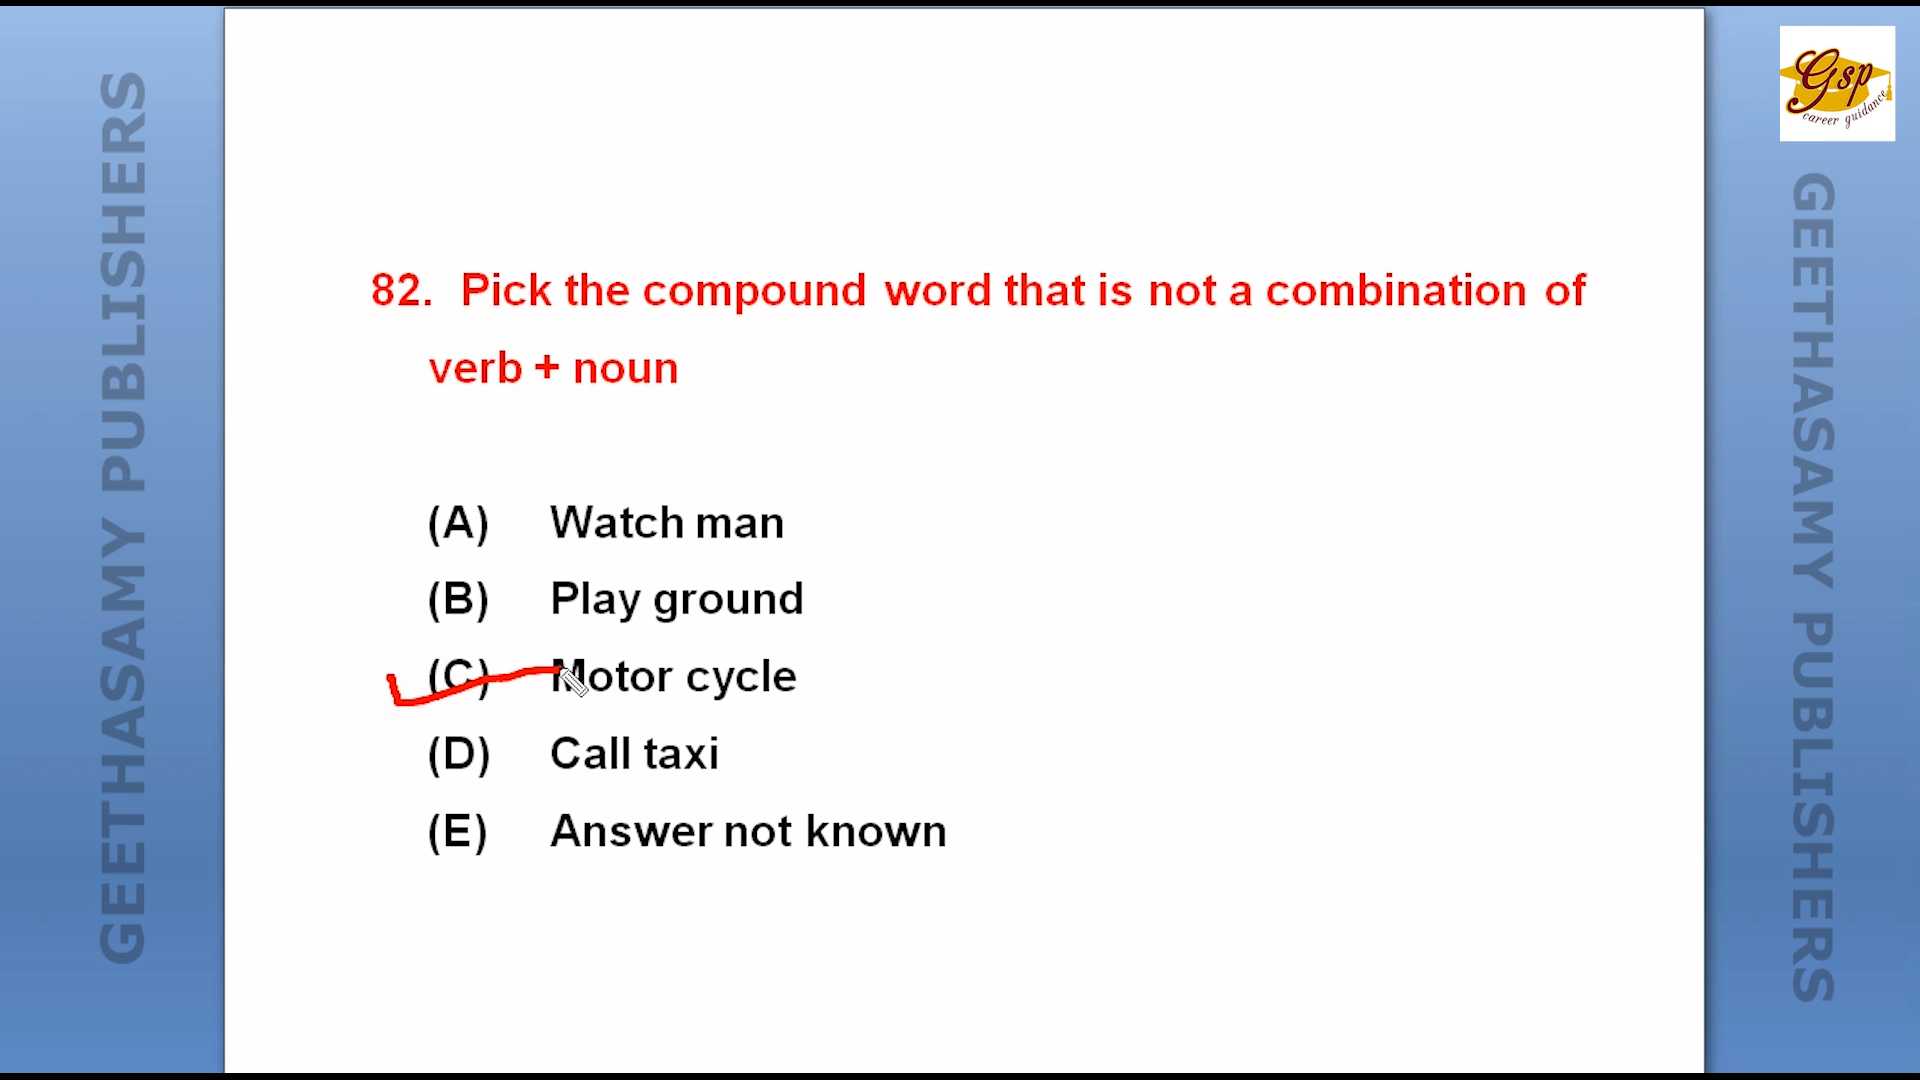 GEETHASAMY PUBLISHERS
Gsp
career guidance
82. Pick the compound word that is not a combination of
verb + noun
(A) Watch man
(B) Play ground
(C) Motor cycle
(D) Call taxi
(E) Answer not known
GEETHASAMY PUBLISHERS